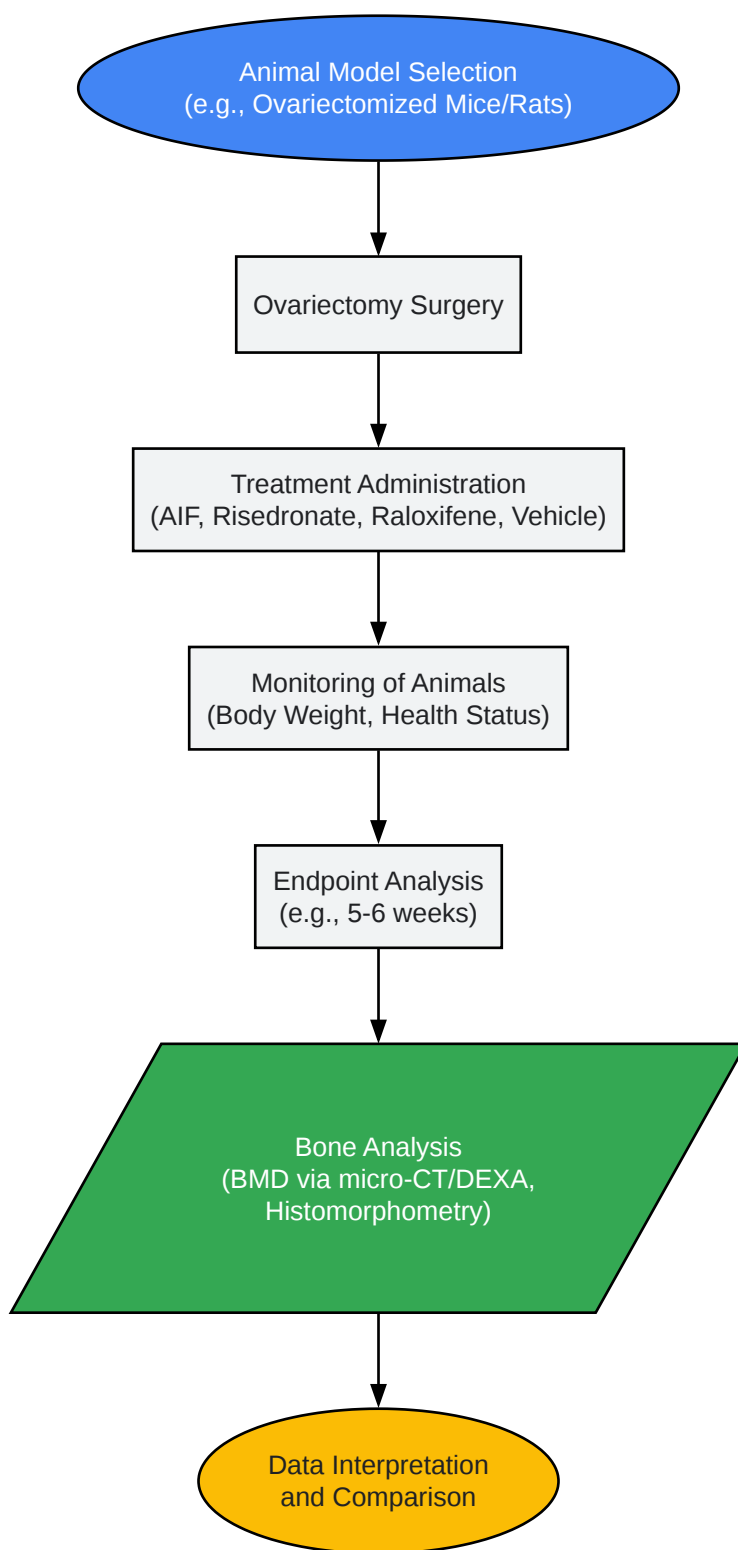 Animal Model Selection
(e.g., Ovariectomized Mice/Rats)
Ovariectomy Surgery
Treatment Administration
(AIF, Risedronate, Raloxifene, Vehicle)
Monitoring of Animals
(Body Weight, Health Status)
Endpoint Analysis
(e.g., 5-6 weeks)
Bone Analysis
(BMD via micro-CT/DEXA,
Histomorphometry)
Data Interpretation
and Comparison